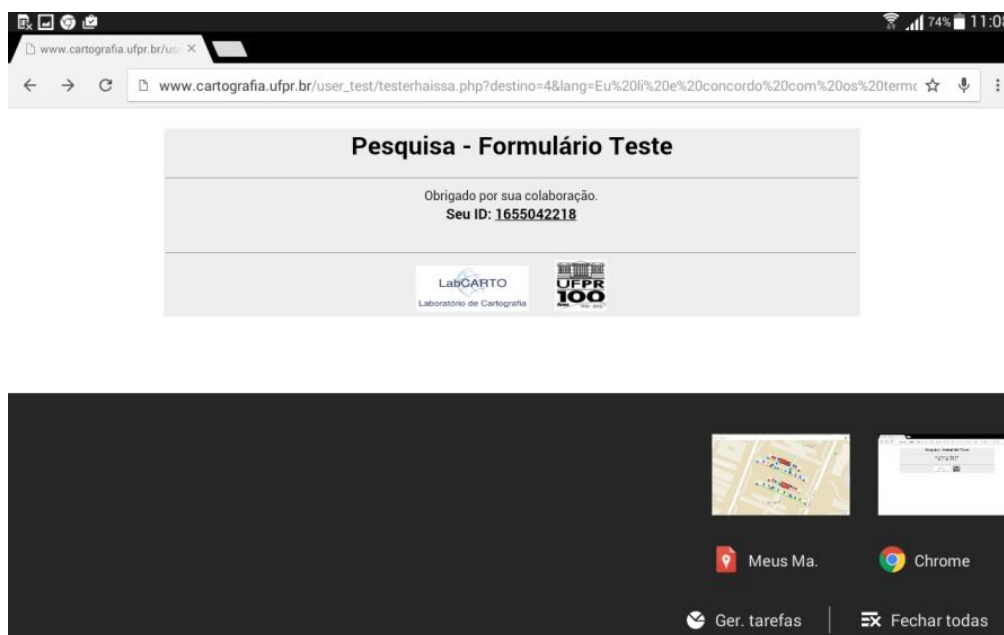 74% 11:08
www.cartografia.ufpr.br/us
www.cartografia.ufpr.br/user_test/testerhaissa.php?destino=4&lang=Eu%20li%20e%20concordo%20com%20os%20termo
Pesquisa - Formulário Teste
Obrigado por sua colaboração.
Seu ID: 1655042218
LabCARTO
Laboratório de Cartografia
UFPR
100
Meus Ma.
Chrome
Ger. tarefas
Fechar todas